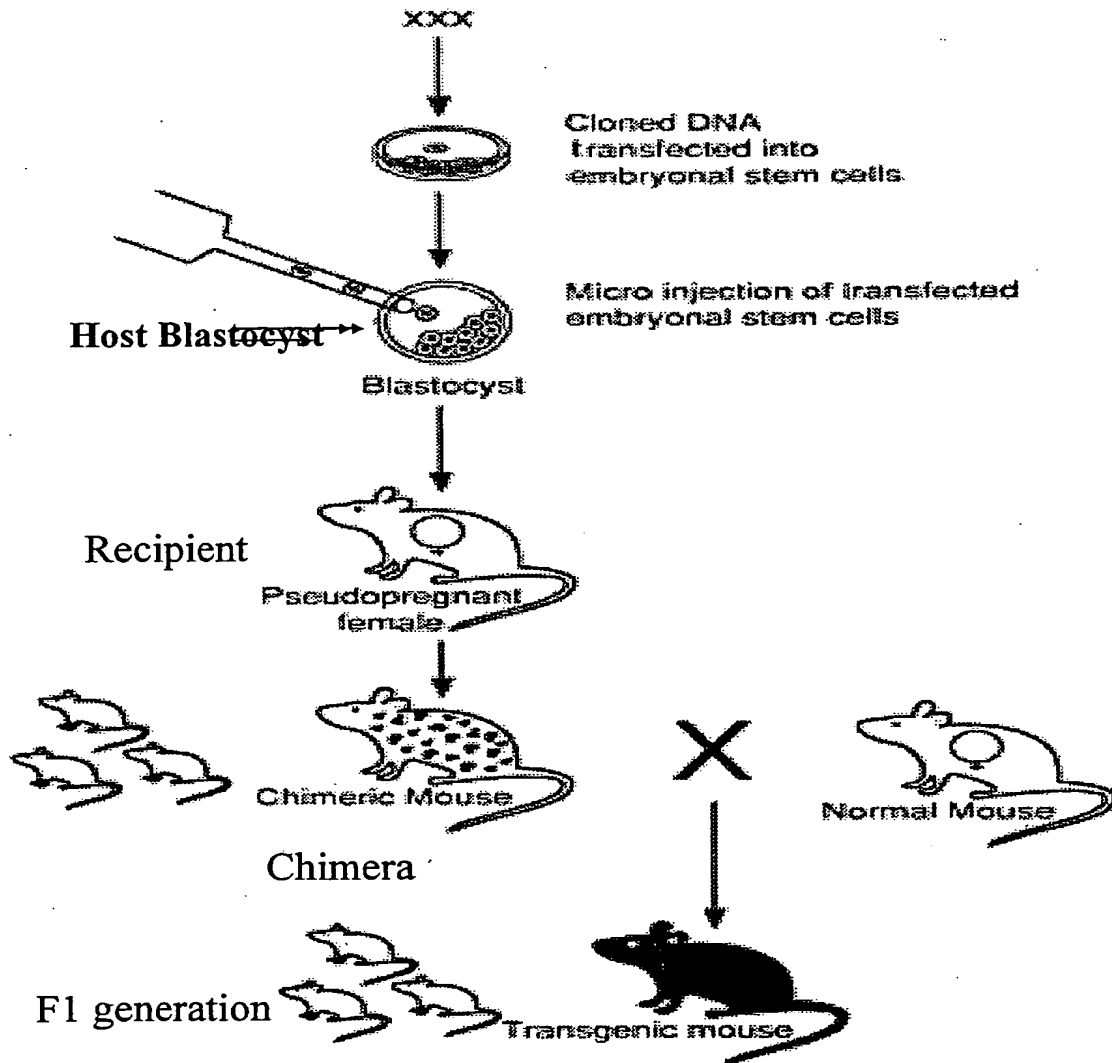 XXX
Cloned DNA
transfected into
embryonal stem cells
Micro injection of transfected
embryonal stem cells
Host Blastocyst
Blastocyst
Recipient
Pseudopregnant
female
Chimeric Mouse
X
Normal Mouse
Chimera
F1 generation
Transgenic mouse